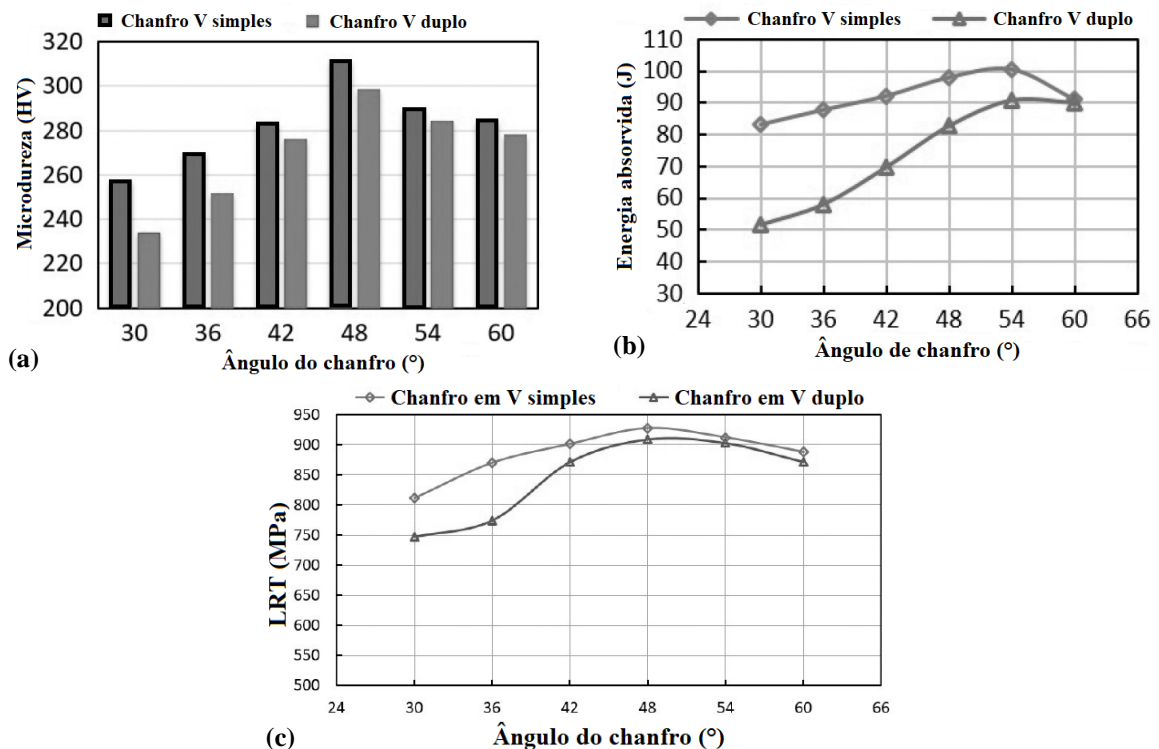 Chanfro V simples Chanfro V duplo
320
300
280
260
240
220
200
Microdureza (HV)
30 36 42 48 54 60
Ângulo do chanfro (°)
(a)
Chanfro V simples
Chanfro V duplo
110
100
90
80
70
60
50
40
30
Energia absorvida (J)
24 30 36 42 48 54 60 66
Ângulo de chanfro (°)
(b)
Chanfro em V simples Chanfro em V duplo
950
900
850
800
750
700
650
600
550
500
LRT (MPa)
24 30 36 42 48 54 60 66
Ângulo do chanfro (°)
(c)